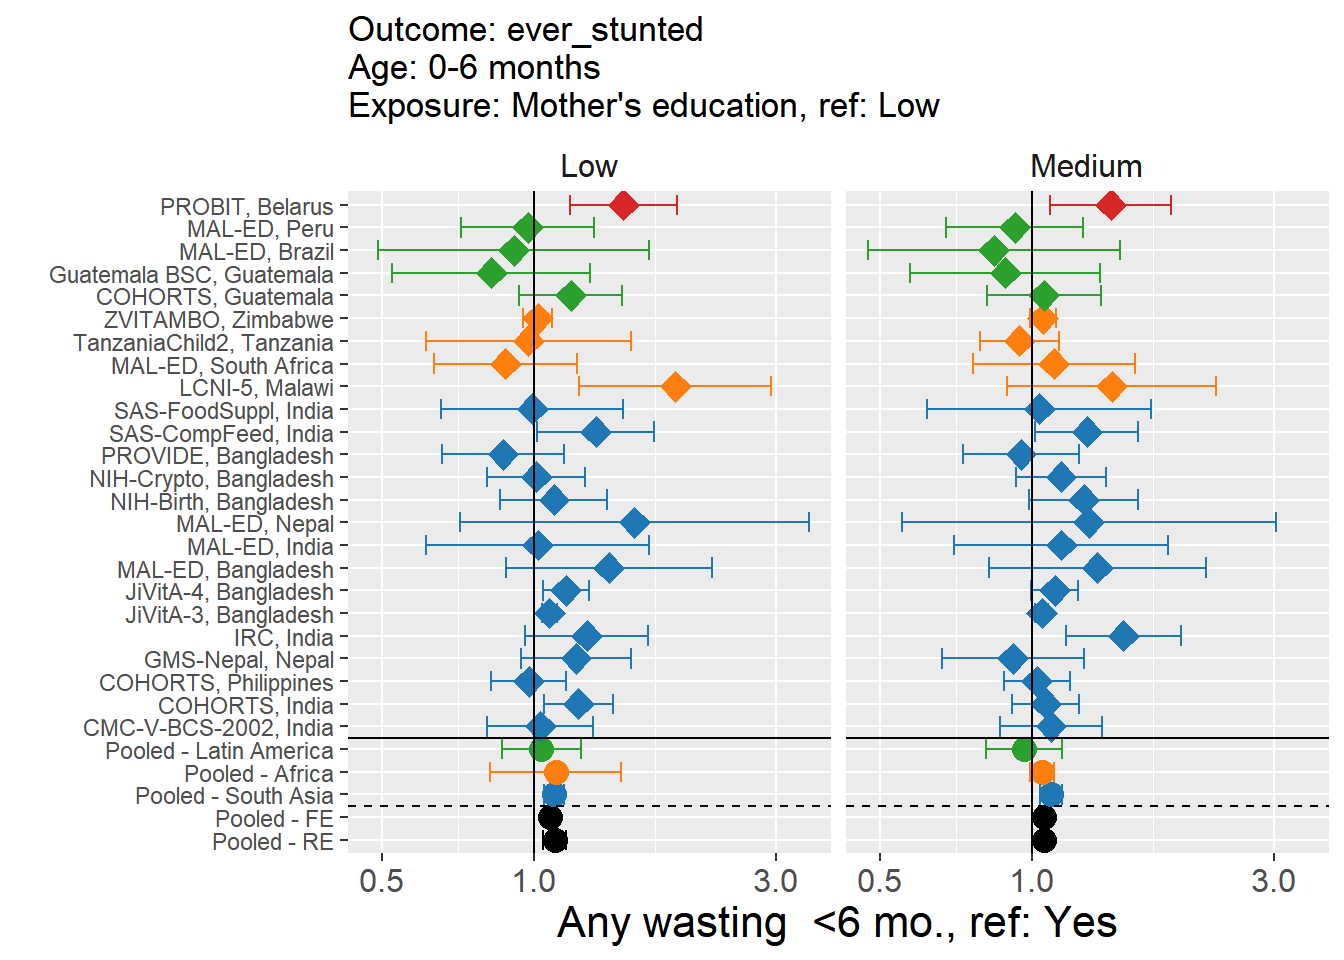 Outcome: ever_stunted
Age: 0-6 months
Exposure: Mother's education, ref: Low
Low
Medium
PROBIT, Belarus
MAL-ED, Peru
MAL-ED, Brazil
Guatemala BSC, Guatemala
COHORTS, Guatemala
ZVITAMBO, Zimbabwe
TanzaniaChild2, Tanzania
MAL-ED, South Africa
LCNI-5, Malawi
SAS-FoodSuppl, India
SAS-CompFeed, India
PROVIDE, Bangladesh
NIH-Crypto, Bangladesh
NIH-Birth, Bangladesh
MAL-ED, Nepal
MAL-ED, India
MAL-ED, Bangladesh
JiVitA-4, Bangladesh
JiVitA-3, Bangladesh
IRC, India
GMS-Nepal, Nepal
COHORTS, Philippines
COHORTS, India
CMC-V-BCS-2002, India
Pooled - Latin America
Pooled - Africa
Pooled - South Asia
Pooled - FE
Pooled - RE
0.5 1.0 3.0 0.5 1.0 3.0
Any wasting  <6 mo., ref: Yes